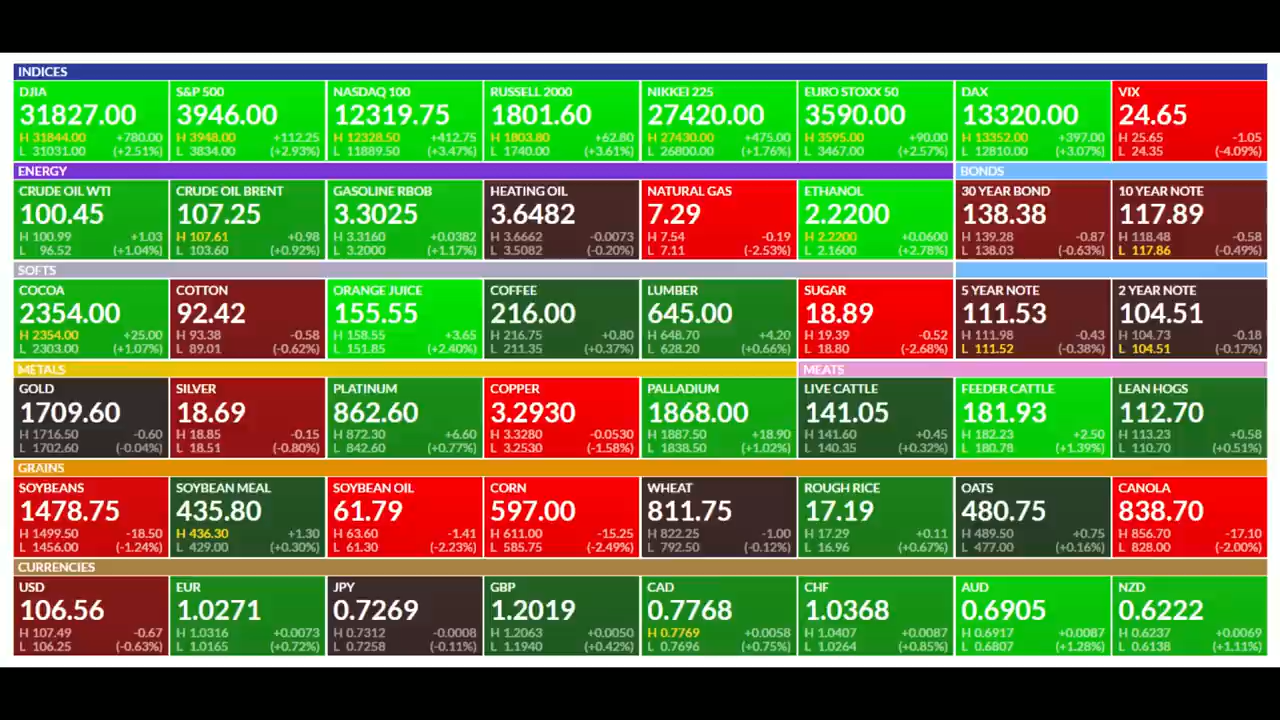 INDICES
DJIA S&P 500 NASDAQ 100 RUSSELL 2000 NIKKEI 225 EURO STOXX 50 DAX VIX
31827.00 3946.00 12319.75 1801.60 27420.00 3590.00 13320.00 24.65
H 31844.00 +780.00 H 3948.00 +112.25 H 12328.50 +412.75 H 1803.80 +62.80 H 27430.00 +475.00 H 3595.00 +90.00 H 13352.00 +397.00 H 25.65 -1.05
L 31031.00 (+2.51%) L 3834.00 (+2.93%) L 11889.50 (+3.47%) L 1740.00 (+3.61%) L 26800.00 (+1.76%) L 3467.00 (+2.57%) L 12810.00 (+3.07%) L 24.35 (-4.09%)
ENERGY BONDS
CRUDE OIL WTI CRUDE OIL BRENT GASOLINE RBOB HEATING OIL NATURAL GAS ETHANOL 30 YEAR BOND 10 YEAR NOTE
100.45 107.25 3.3025 3.6482 7.29 2.2200 138.38 117.89
H 100.99 +1.03 H 107.61 +0.98 H 3.3160 +0.0382 H 3.6662 -0.0073 H 7.54 -0.19 H 2.2200 +0.0600 H 139.28 -0.87 H 118.48 -0.58
L 96.52 (+1.04%) L 103.60 (+0.92%) L 3.2000 (+1.17%) L 3.5082 (-0.20%) L 7.11 (-2.53%) L 2.1600 (+2.78%) L 138.03 (-0.63%) L 117.86 (-0.49%)
SOFTS
COCOA COTTON ORANGE JUICE COFFEE LUMBER SUGAR 5 YEAR NOTE 2 YEAR NOTE
2354.00 92.42 155.55 216.00 645.00 18.89 111.53 104.51
H 2354.00 +25.00 H 93.38 -0.58 H 158.55 +3.65 H 216.75 +0.80 H 648.70 +4.20 H 19.39 -0.52 H 111.98 -0.43 H 104.73 -0.18
L 2303.00 (+1.07%) L 89.01 (-0.62%) L 151.85 (+2.40%) L 211.35 (+0.37%) L 628.20 (+0.66%) L 18.80 (-2.68%) L 111.52 (-0.38%) L 104.51 (-0.17%)
METALS MEATS
GOLD SILVER PLATINUM COPPER PALLADIUM LIVE CATTLE FEEDER CATTLE LEAN HOGS
1709.60 18.69 862.60 3.2930 1868.00 141.05 181.93 112.70
H 1716.50 -0.60 H 18.85 -0.15 H 872.30 +6.60 H 3.3280 -0.0530 H 1887.50 +18.90 H 141.60 +0.45 H 182.23 +2.50 H 113.23 +0.58
L 1702.60 (-0.04%) L 18.51 (-0.80%) L 842.60 (+0.77%) L 3.2530 (-1.58%) L 1838.50 (+1.02%) L 140.35 (+0.32%) L 180.78 (+1.39%) L 110.70 (+0.51%)
GRAINS
SOYBEANS SOYBEAN MEAL SOYBEAN OIL CORN WHEAT ROUGH RICE OATS CANOLA
1478.75 435.80 61.79 597.00 811.75 17.19 480.75 838.70
H 1499.50 -18.50 H 436.30 +1.30 H 63.60 -1.41 H 611.00 -15.25 H 822.25 -1.00 H 17.29 +0.11 H 489.50 +0.75 H 856.70 -17.10
L 1456.00 (-1.24%) L 429.00 (+0.30%) L 61.30 (-2.23%) L 585.75 (-2.49%) L 792.50 (-0.12%) L 16.96 (+0.67%) L 477.00 (+0.16%) L 828.00 (-2.00%)
CURRENCIES
USD EUR JPY GBP CAD CHF AUD NZD
106.56 1.0271 0.7269 1.2019 0.7768 1.0368 0.6905 0.6222
H 107.49 -0.67 H 1.0316 +0.0073 H 0.7312 -0.0008 H 1.2063 +0.0050 H 0.7769 +0.0058 H 1.0407 +0.0087 H 0.6917 +0.0087 H 0.6237 +0.0069
L 106.25 (-0.63%) L 1.0165 (+0.72%) L 0.7258 (-0.11%) L 1.1940 (+0.42%) L 0.7696 (+0.75%) L 1.0264 (+0.85%) L 0.6807 (+1.28%) L 0.6138 (+1.11%)